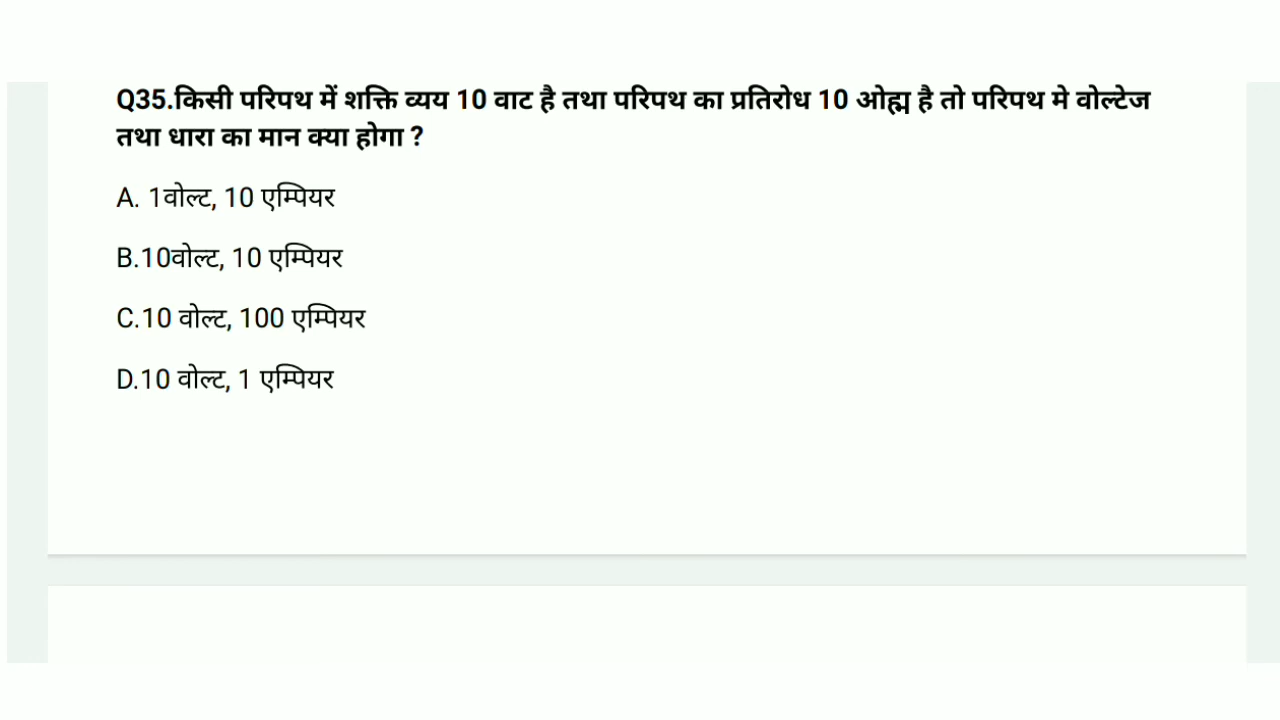 Q35.किसी परिपथ में शक्ति व्यय 10 वाट है तथा परिपथ का प्रतिरोध 10 ओह्म है तो परिपथ मे वोल्टेज
तथा धारा का मान क्या होगा ?
A. 1वोल्ट, 10 एम्पियर
B.10वोल्ट, 10 एम्पियर
C.10 वोल्ट, 100 एम्पियर
D.10 वोल्ट, 1 एम्पियर